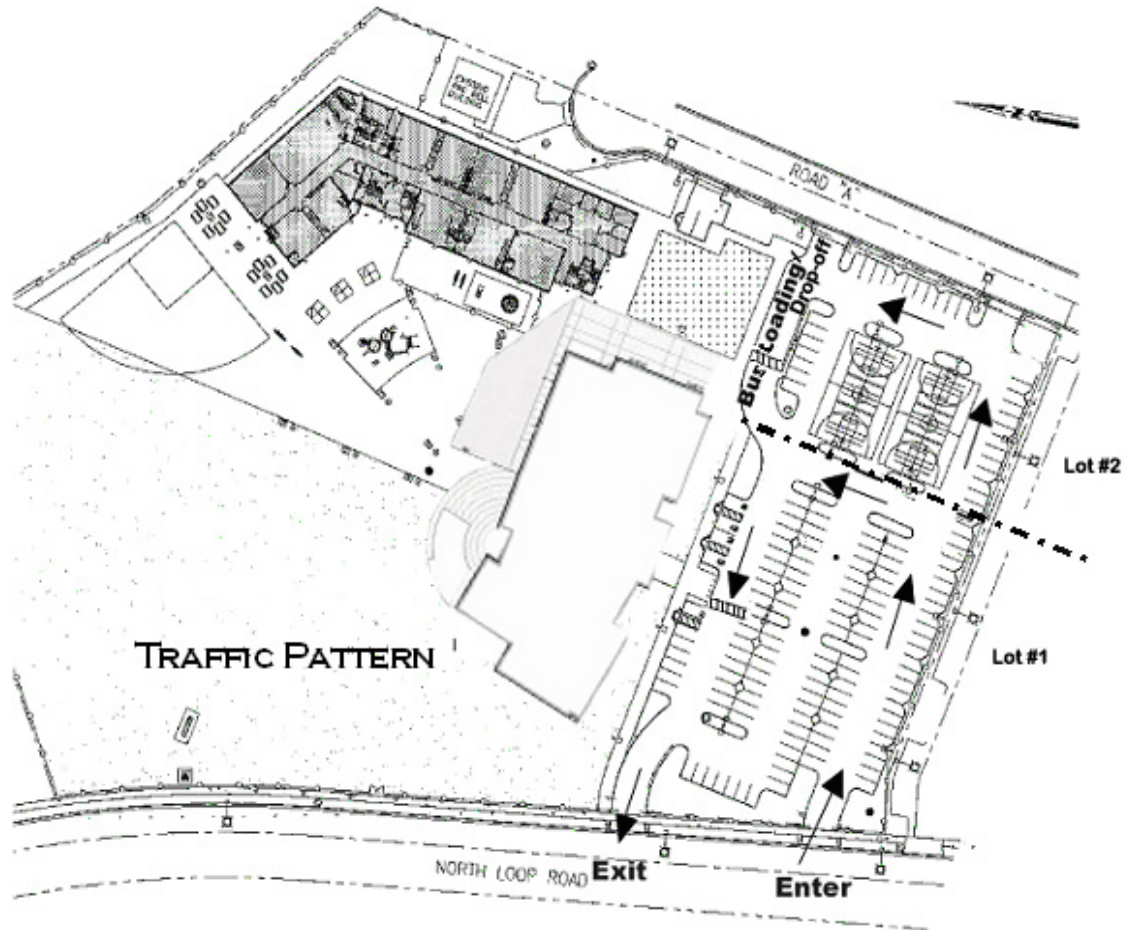 ROAD "A"
Bus Loading/
Drop-off
Lot #2
Lot #1
TRAFFIC PATTERN
NORTH LOOP ROAD
Exit
Enter